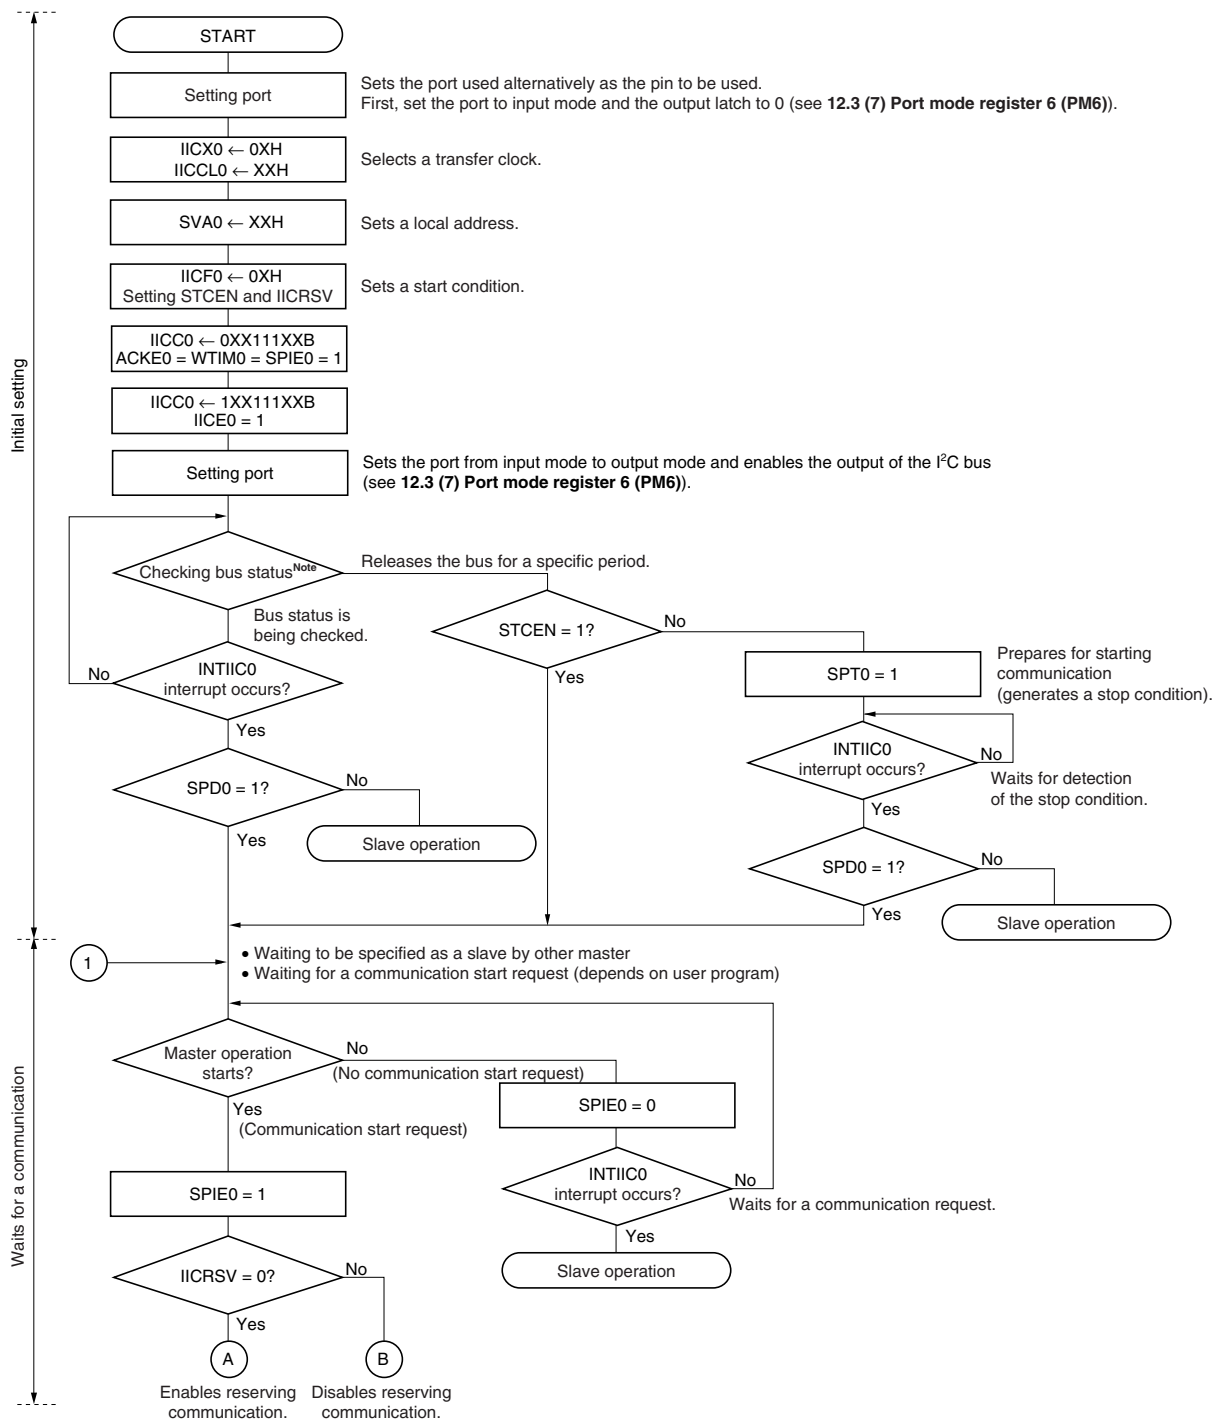 START
Setting port
Sets the port used alternatively as the pin to be used.
First, set the port to input mode and the output latch to 0 (see 12.3 (7) Port mode register 6 (PM6)).
IICX0 ← 0XH
IICCL0 ← XXH
Selects a transfer clock.
SVA0 ← XXH
Sets a local address.
IICF0 ← 0XH
Setting STCEN and IICRSV
Sets a start condition.
IICC0 ← 0XX111XXB
ACKE0 = WTIM0 = SPIE0 = 1
IICC0 ← 1XX111XXB
IICE0 = 1
Initial setting
Setting port
Sets the port from input mode to output mode and enables the output of the I²C bus
(see 12.3 (7) Port mode register 6 (PM6)).
Checking bus statusNote
Releases the bus for a specific period.
Bus status is
being checked.
STCEN = 1?
No
Yes
SPT0 = 1
Prepares for starting
communication
(generates a stop condition).
INTIIC0
interrupt occurs?
No
Yes
INTIIC0
interrupt occurs?
No
Waits for detection
of the stop condition.
Yes
SPD0 = 1?
No
Yes
Slave operation
SPD0 = 1?
No
Yes
Slave operation
1
• Waiting to be specified as a slave by other master
• Waiting for a communication start request (depends on user program)
Waits for a communication
Master operation
starts?
No
(No communication start request)
Yes
(Communication start request)
SPIE0 = 0
INTIIC0
interrupt occurs?
No
Waits for a communication request.
Yes
Slave operation
SPIE0 = 1
IICRSV = 0?
No
Yes
A
B
Enables reserving
communication.
Disables reserving
communication.